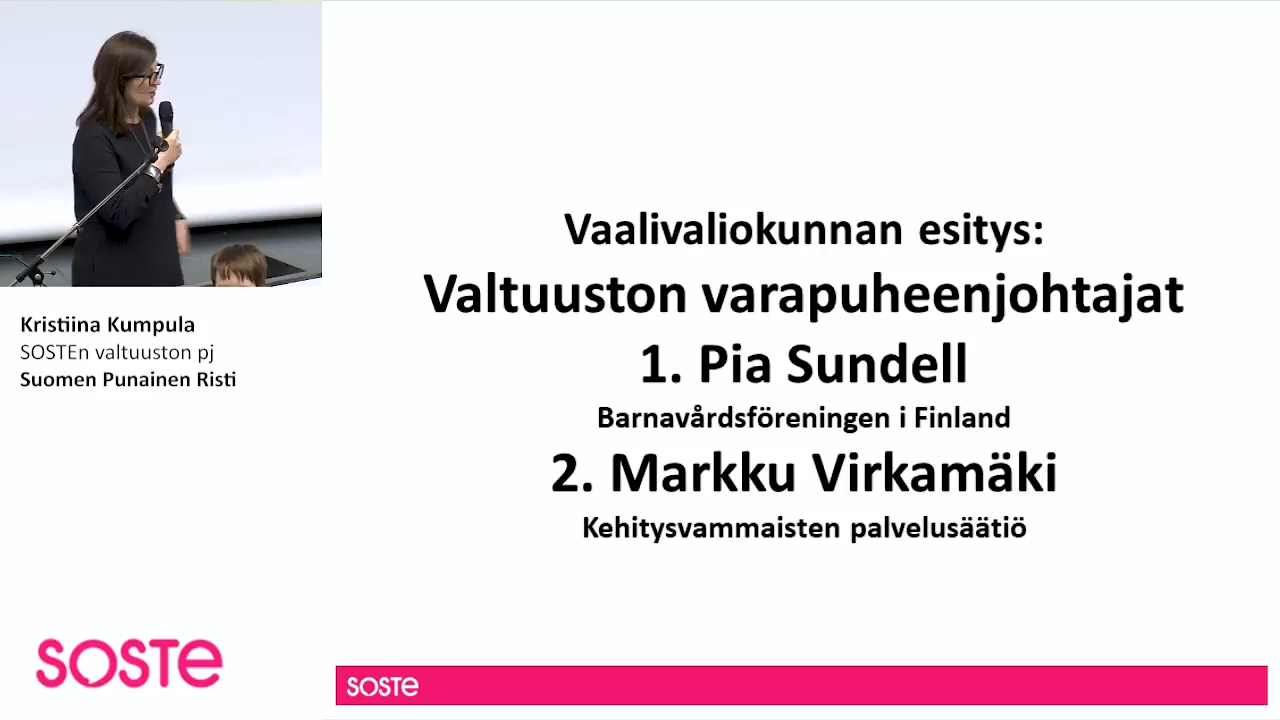 Kristiina Kumpula
SOSTEn valtuuston pj
Suomen Punainen Risti
Vaalivaliokunnan esitys:
Valtuuston varapuheenjohtajat
1. Pia Sundell
Barnavårdsföreningen i Finland
2. Markku Virkamäki
Kehitysvammaisten palvelusäätiö
SOSTE
SOSTE